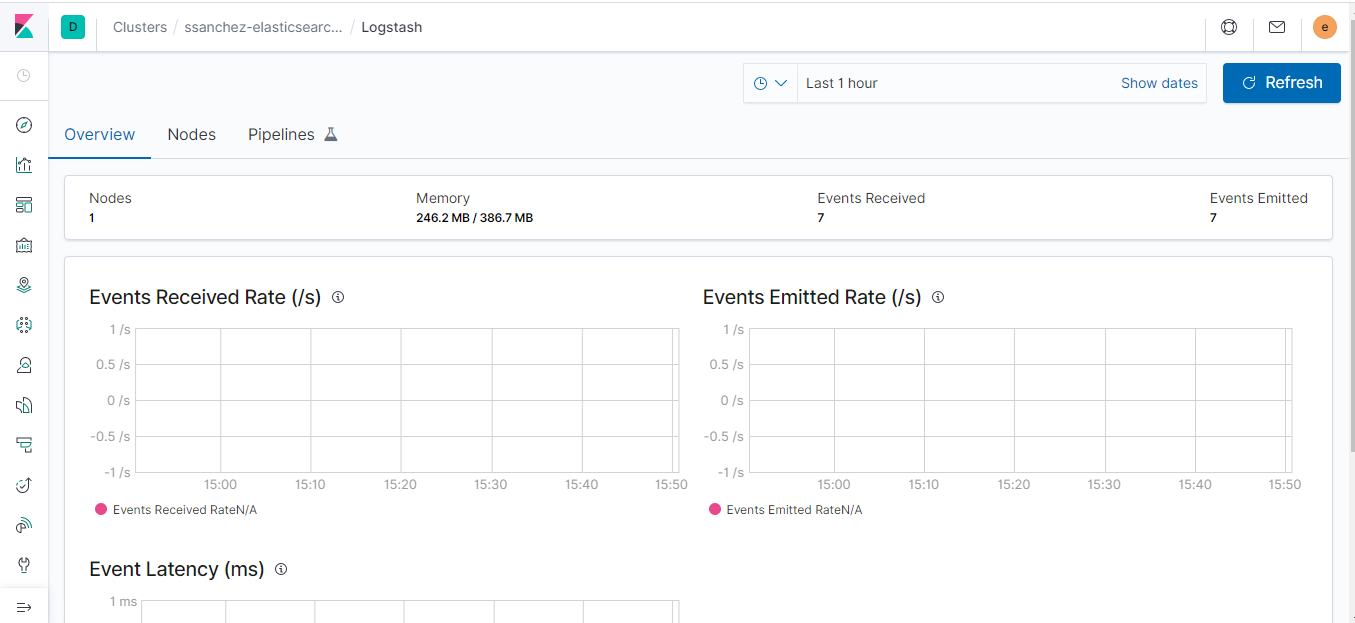 D Clusters / ssanchez-elasticsearc... / Logstash e
Last 1 hour Show dates Refresh
Overview Nodes Pipelines
Nodes Memory Events Received Events Emitted
1 246.2 MB / 386.7 MB 7 7
Events Received Rate (/s)
1 /s
0.5 /s
0 /s
-0.5 /s
-1 /s
15:00 15:10 15:20 15:30 15:40 15:50
Events Received RateN/A
Events Emitted Rate (/s)
1 /s
0.5 /s
0 /s
-0.5 /s
-1 /s
15:00 15:10 15:20 15:30 15:40 15:50
Events Emitted RateN/A
Event Latency (ms)
1 ms